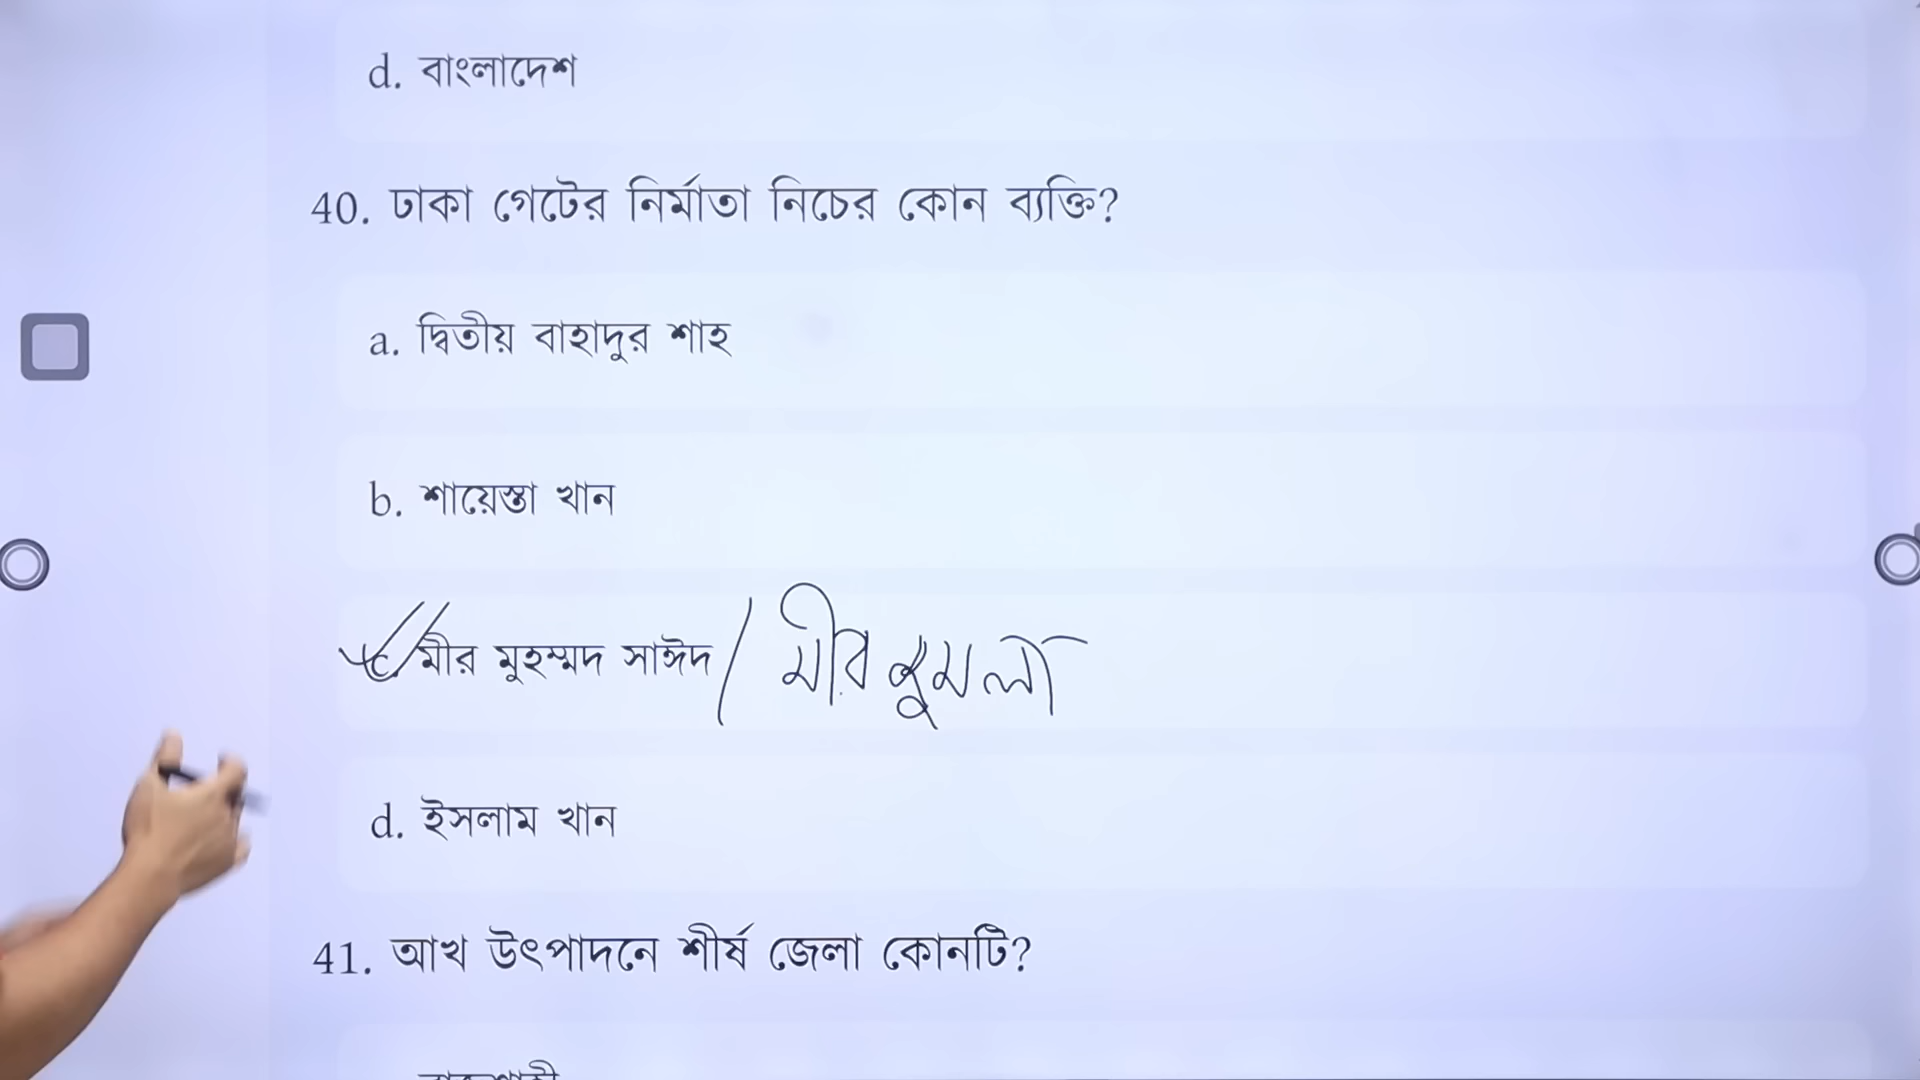 d. বাংলাদেশ
40. ঢাকা গেটের নির্মাতা নিচের কোন ব্যক্তি?
a. দ্বিতীয় বাহাদুর শাহ
b. শায়েস্তা খান
c. মীর মুহম্মদ সাঈদ / মীর জুমলা
d. ইসলাম খান
41. আখ উৎপাদনে শীর্ষ জেলা কোনটি?